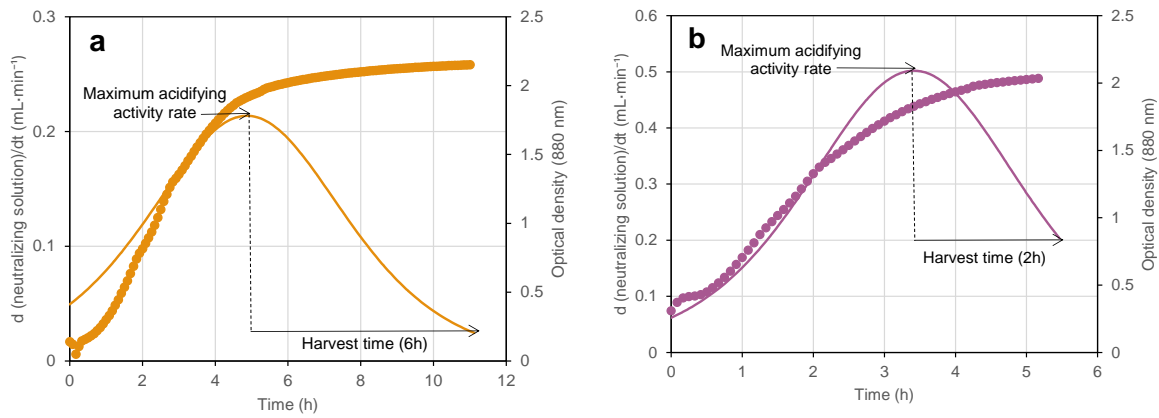 a
d (neutralizing solution)/dt (mL·min⁻¹)
0.3
0.2
0.1
0
Maximum acidifying
activity rate
Harvest time (6h)
0 2 4 6 8 10 12
Time (h)
2.5
2
1.5
1
0.5
0
Optical density (880 nm)
b
d (neutralizing solution)/dt (mL·min⁻¹)
0.6
0.5
0.4
0.3
0.2
0.1
0
Maximum acidifying
activity rate
Harvest time (2h)
0 1 2 3 4 5 6
Time (h)
2.5
2
1.5
1
0.5
0
Optical density (880 nm)